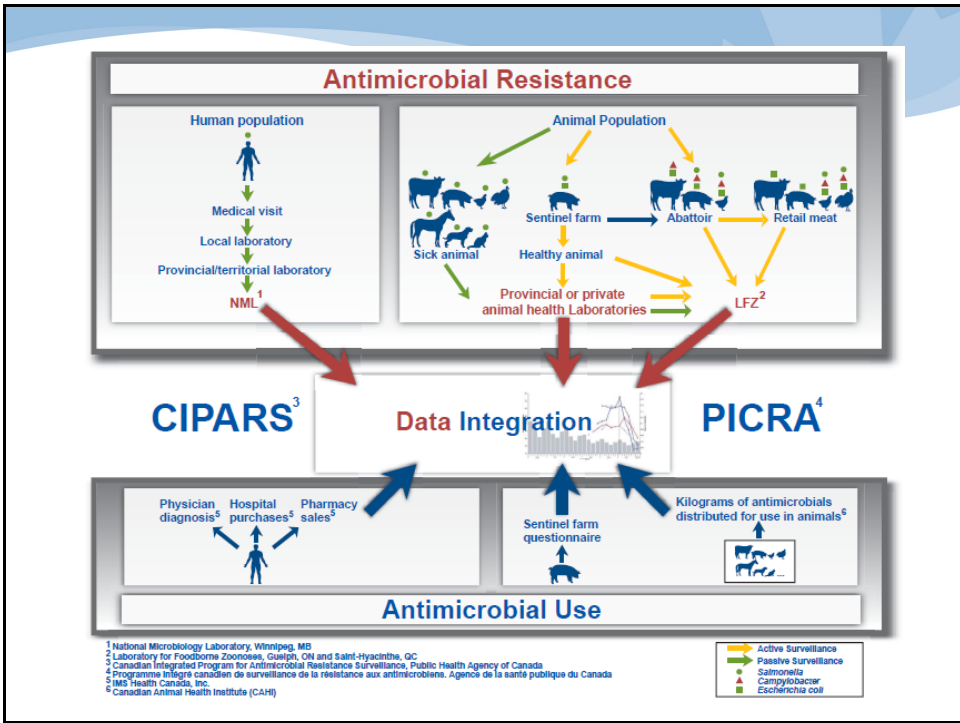 Antimicrobial Resistance
Human population
Medical visit
Local laboratory
Provincial/territorial laboratory
NML1
Animal Population
Sick animal
Sentinel farm
Abattoir
Retail meat
Healthy animal
Provincial or private
animal health Laboratories
LFZ2
CIPARS3
Data Integration
PICRA4
Physician
diagnosis5
Hospital
purchases5
Pharmacy
sales5
Sentinel farm
questionnaire
Kilograms of antimicrobials
distributed for use in animals6
...
Antimicrobial Use
1 National Microbiology Laboratory, Winnipeg, MB
2 Laboratory for Foodborne Zoonoses, Guelph, ON and Saint-Hyacinthe, QC
3 Canadian Integrated Program for Antimicrobial Resistance Surveillance, Public Health Agency of Canada
4 Programme intégré canadien de surveillance de la résistance aux antimicrobiens. Agence de la santé publique du Canada
5 IMS Health Canada, Inc.
6 Canadian Animal Health Institute (CAHI)
Active Surveillance
Passive Surveillance
Salmonella
Campylobacter
Escherichia coli